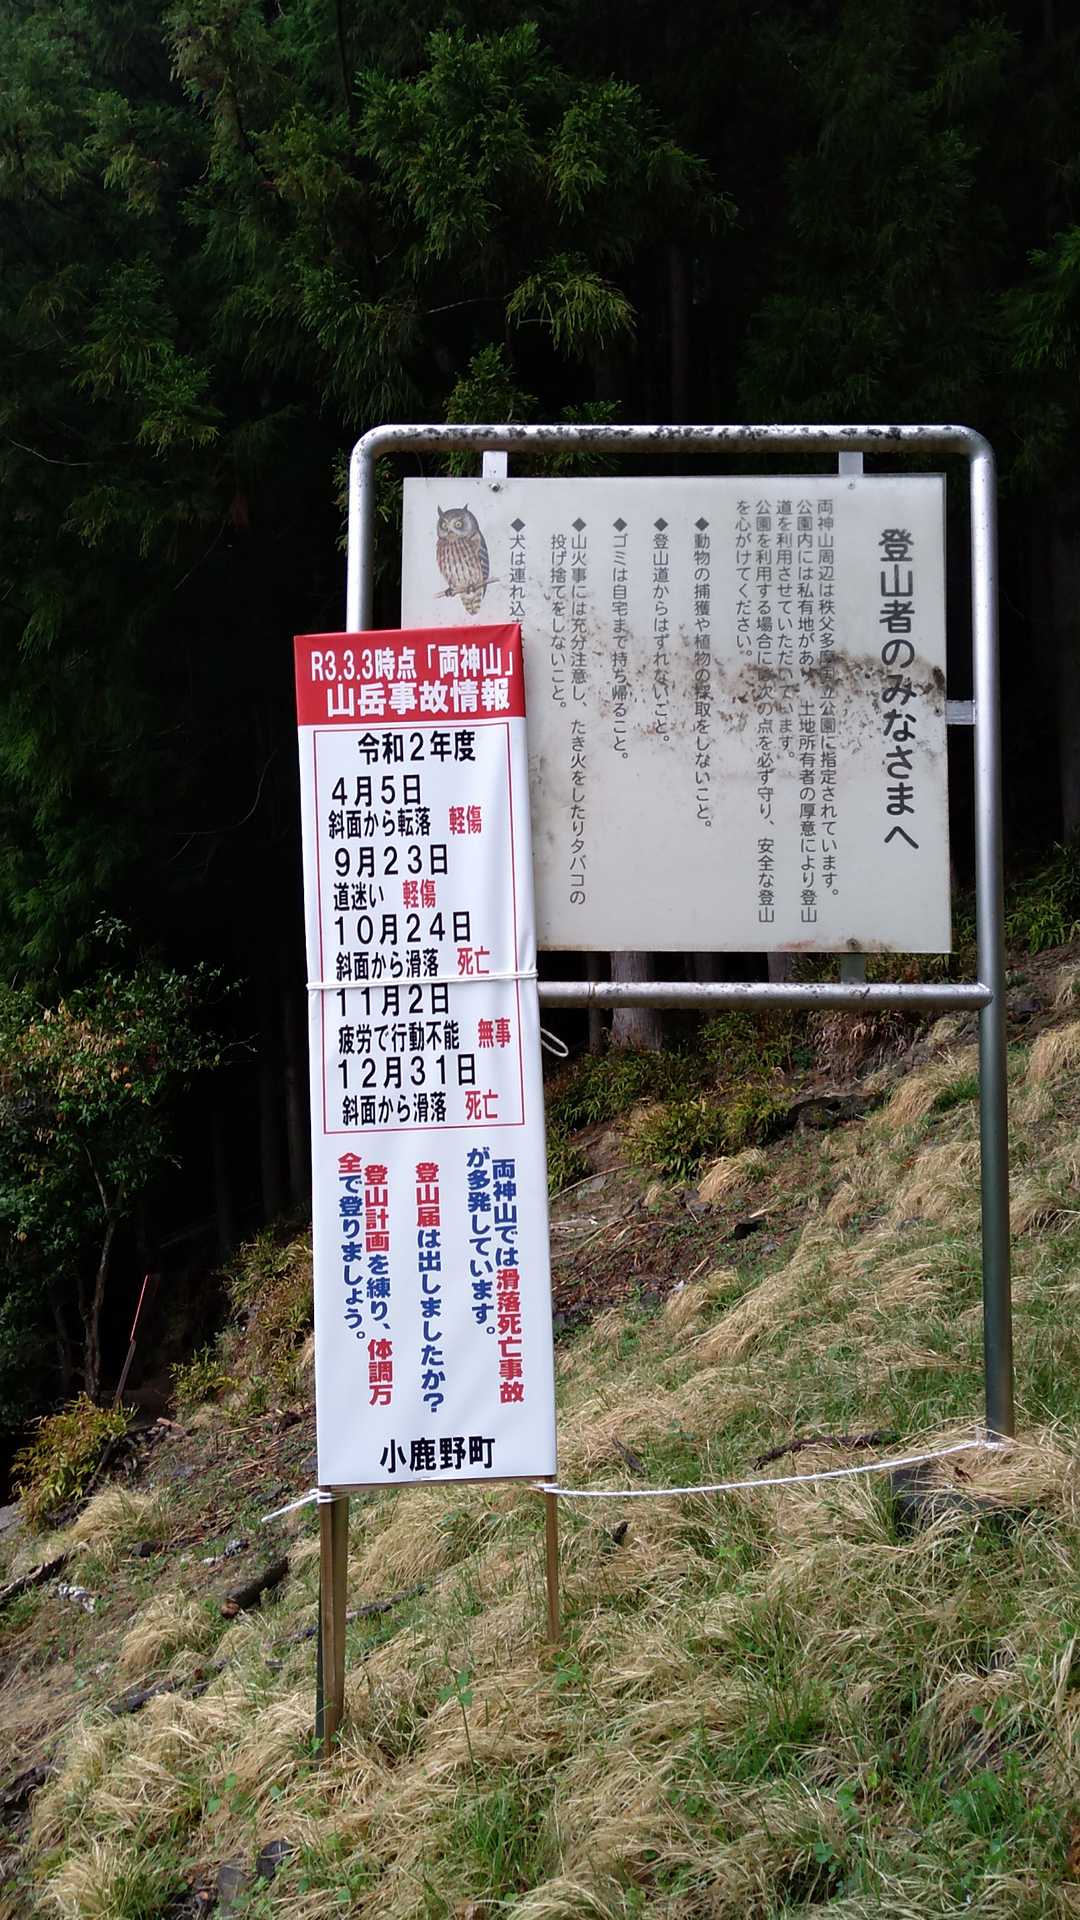 登山者のみなさまへ
両神山周辺は秩父多摩国立公園に指定されています。
公園内には私有地があり、土地所有者の厚意により登山
道を利用させていただいています。
公園を利用する場合には次の点を必ず守り、安全な登山
を心がけてください。
◆動物の捕獲や植物の採取をしないこと。
◆登山道からはずれないこと。
◆ゴミは自宅まで持ち帰ること。
◆山火事には充分注意し、たき火をしたりタバコの
投げ捨てをしないこと。
◆犬は連れ込
R3.3.3時点「両神山」
山岳事故情報
令和2年度
4月5日
斜面から転落 軽傷
9月23日
道迷い 軽傷
10月24日
斜面から滑落 死亡
11月2日
疲労で行動不能 無事
12月31日
斜面から滑落 死亡
両神山では滑落死亡事故
が多発しています。
登山届は出しましたか?
登山計画を練り、体調万
全で登りましょう。
小鹿野町